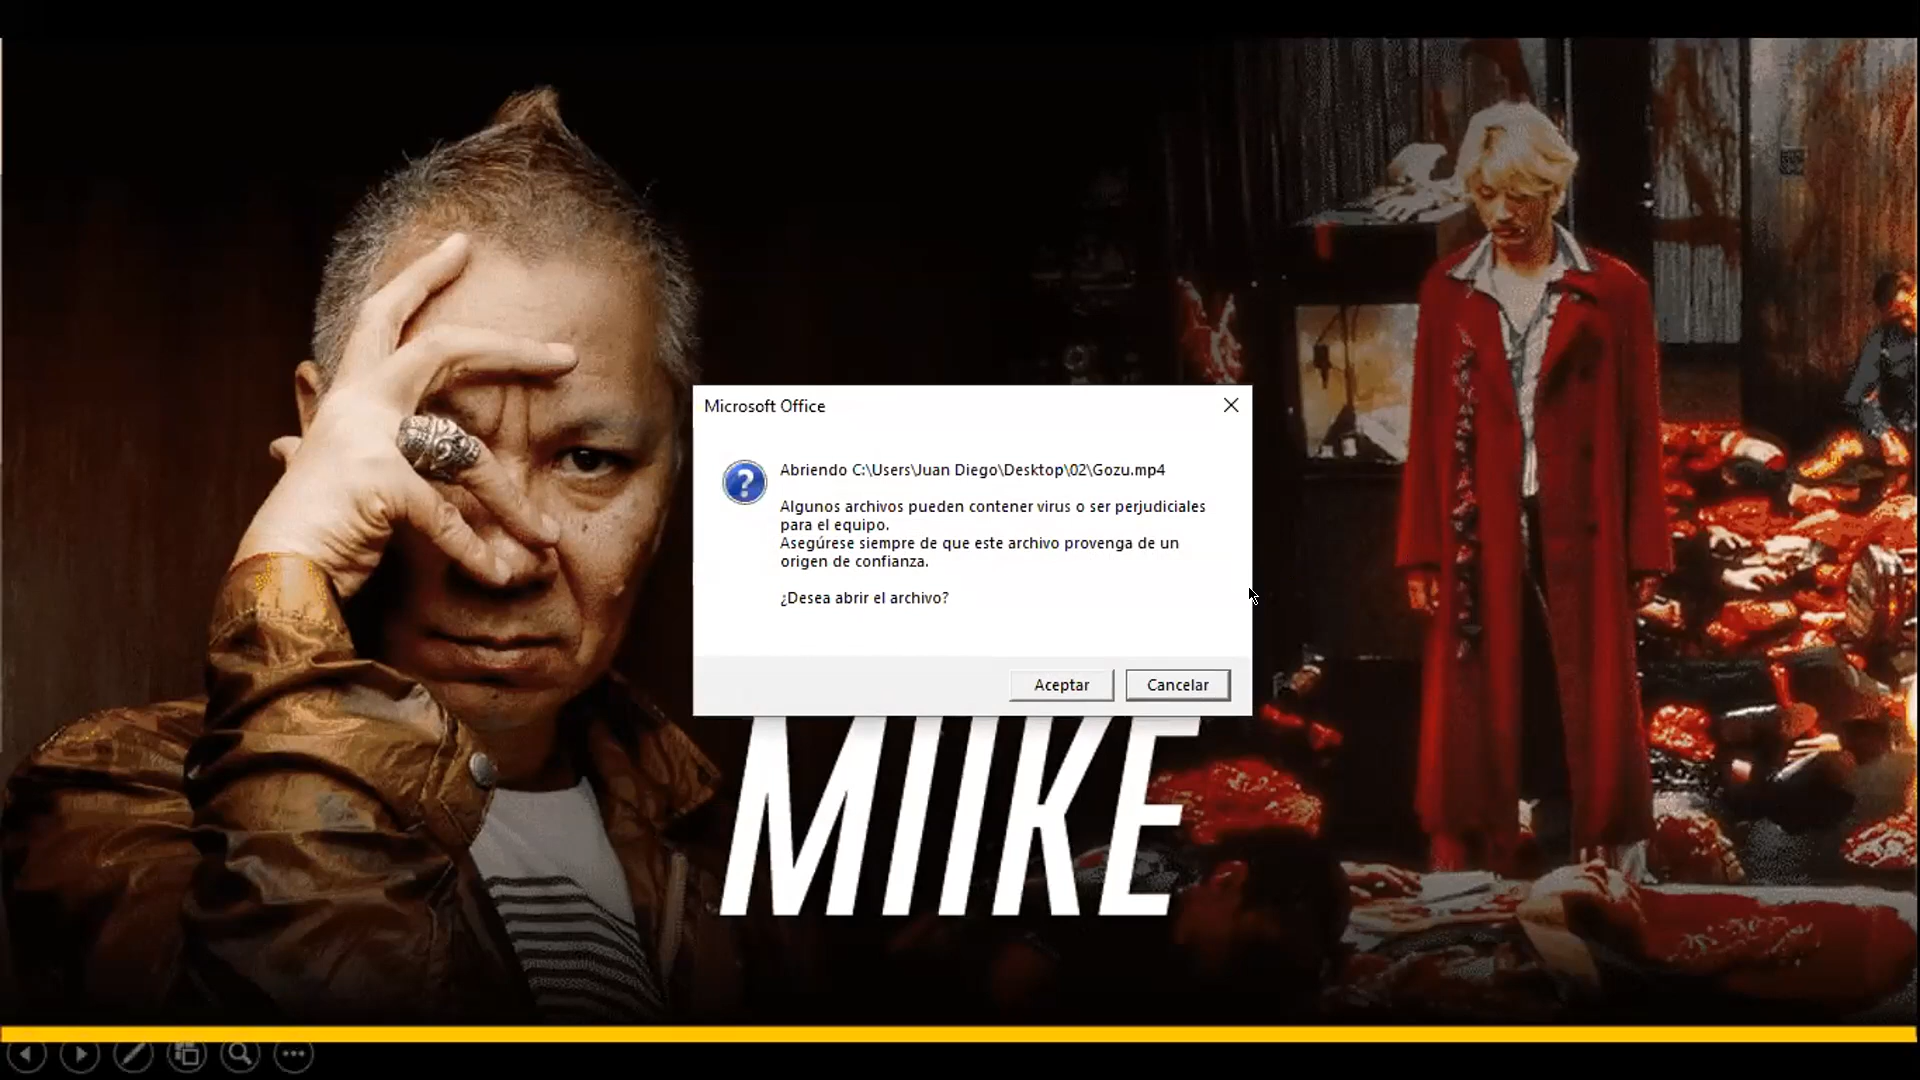 Microsoft Office
Abriendo C:\Users\Juan Diego\Desktop\02\Gozu.mp4
Algunos archivos pueden contener virus o ser perjudiciales
para el equipo.
Asegúrese siempre de que este archivo provenga de un
origen de confianza.
¿Desea abrir el archivo?
Aceptar
Cancelar
MIIKE